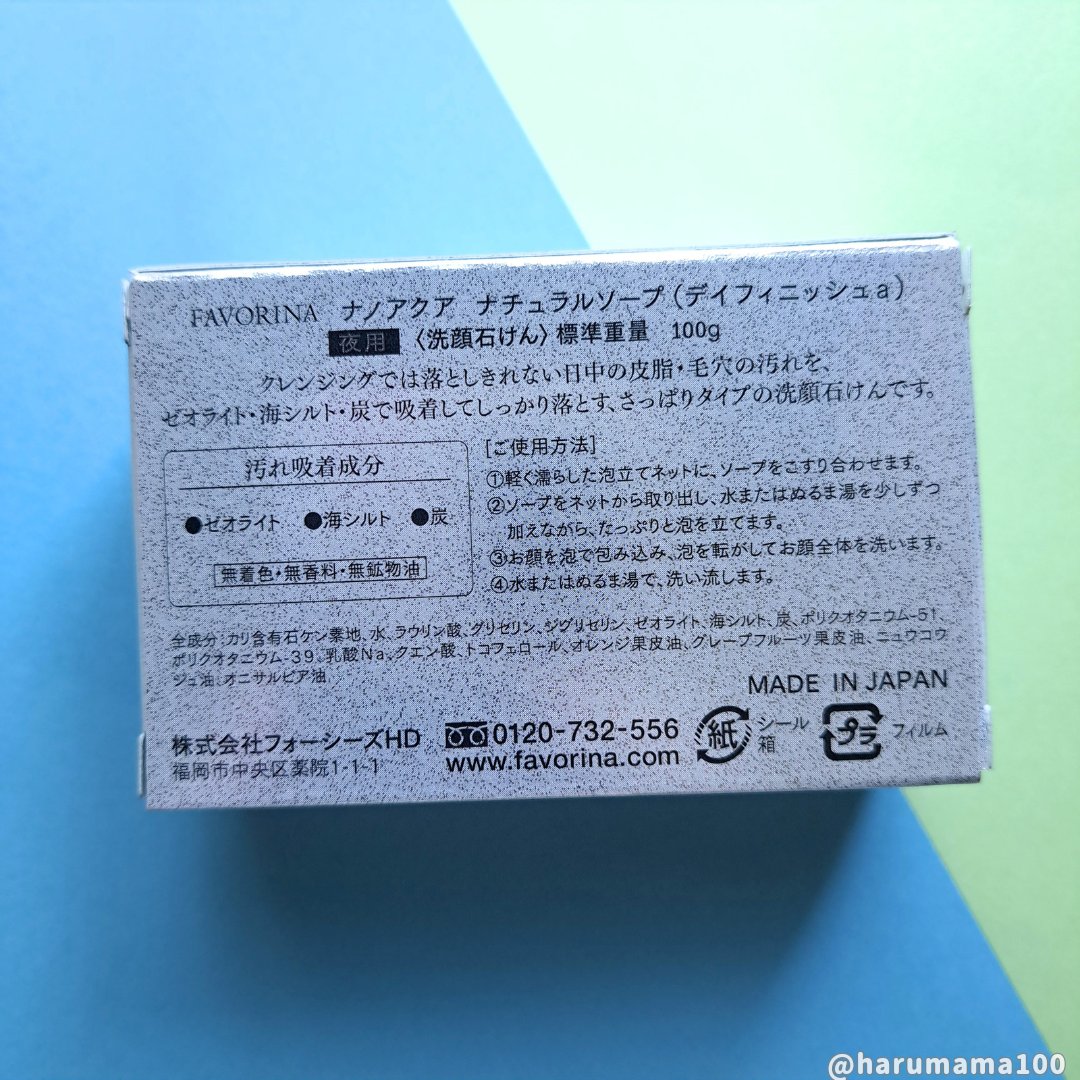 FAVORINA ナノアクア ナチュラルソープ(デイフィニッシュa)
夜用 〈洗顔石けん〉標準重量 100g
クレンジングでは落としきれない日中の皮脂・毛穴の汚れを、
ゼオライト・海シルト・炭で吸着してしっかり落とす、さっぱりタイプの洗顔石けんです。
汚れ吸着成分
●ゼオライト ●海シルト ●炭
無着色・無香料・無鉱物油
[ご使用方法]
①軽く濡らした泡立てネットに、ソープをこすり合わせます。
②ソープをネットから取り出し、水またはぬるま湯を少しずつ
加えながら、たっぷりと泡を立てます。
③お顔を泡で包み込み、泡を転がしてお顔全体を洗います。
④水またはぬるま湯で、洗い流します。
全成分:カリ含有石ケン素地、水、ラウリン酸、グリセリン、ジグリセリン、ゼオライト、海シルト、炭、ポリクオタニウム-51、
ポリクオタニウム-39、乳酸Na、クエン酸、トコフェロール、オレンジ果皮油、グレープフルーツ果皮油、ニュウコウ
ジュ油、オニサルビア油
MADE IN JAPAN
株式会社フォーシーズHD
福岡市中央区薬院1-1-1
0120-732-556
www.favorina.com
紙 シール
箱
プラ フィルム
@harumama100